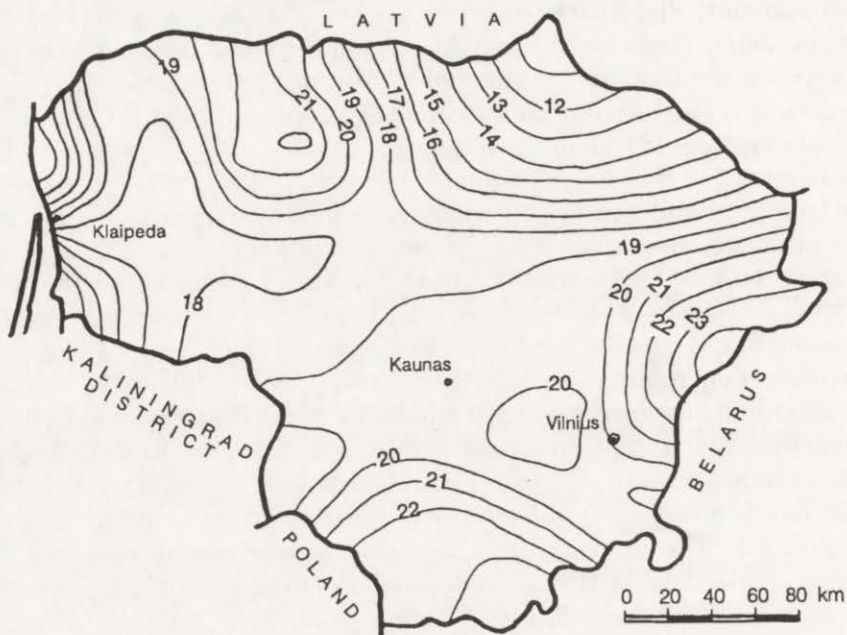 LATVIA
19
21
19
20
17
18
15
16
13
14
12
Klaipeda
18
19
20
21
22
23
Kaunas
20
Vilnius
KALININGRAD
DISTRICT
BELARUS
20
21
22
POLAND
0 20 40 60 80 km